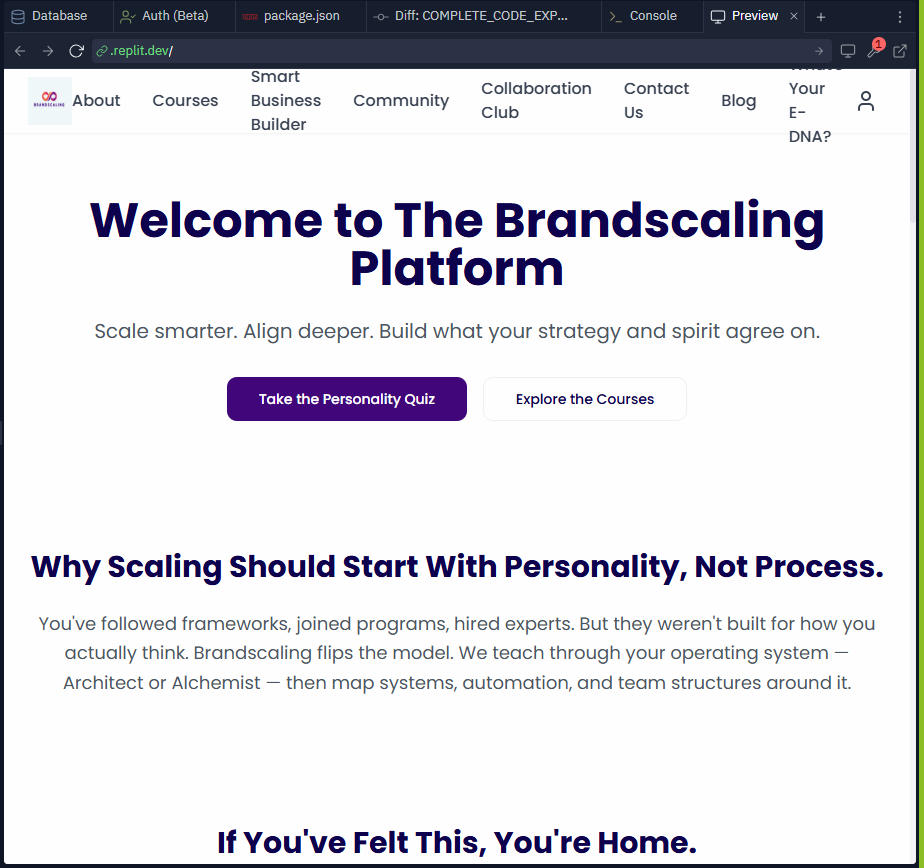 Database
Auth (Beta)
package.json
Diff: COMPLETE_CODE_EXP...
Console
Preview
.replit.dev/
1
BRANDSCALING
About
Courses
Smart
Business
Builder
Community
Collaboration
Club
Contact
Us
Blog
Your
E-
DNA?
Welcome to The Brandscaling
Platform
Scale smarter. Align deeper. Build what your strategy and spirit agree on.
Take the Personality Quiz
Explore the Courses
Why Scaling Should Start With Personality, Not Process.
You've followed frameworks, joined programs, hired experts. But they weren't built for how you
actually think. Brandscaling flips the model. We teach through your operating system —
Architect or Alchemist — then map systems, automation, and team structures around it.
If You've Felt This, You're Home.